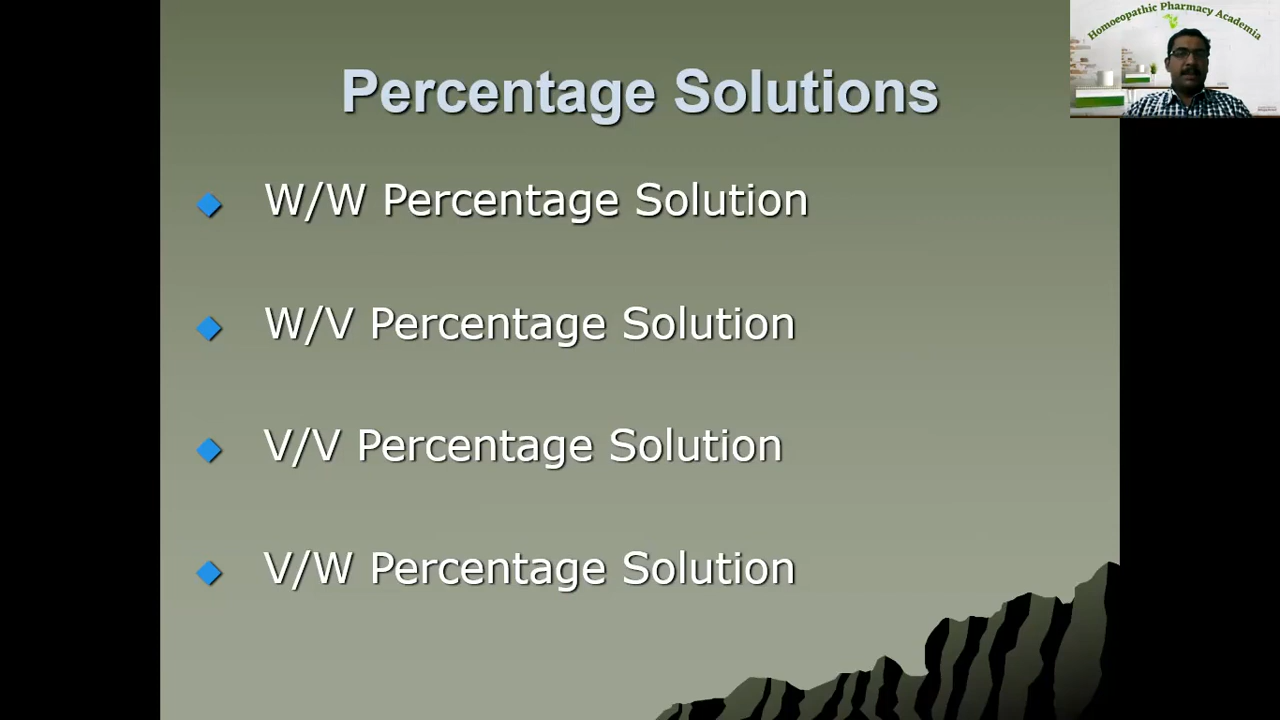 Homoeopathic Pharmacy Academia
Percentage Solutions
W/W Percentage Solution
W/V Percentage Solution
V/V Percentage Solution
V/W Percentage Solution